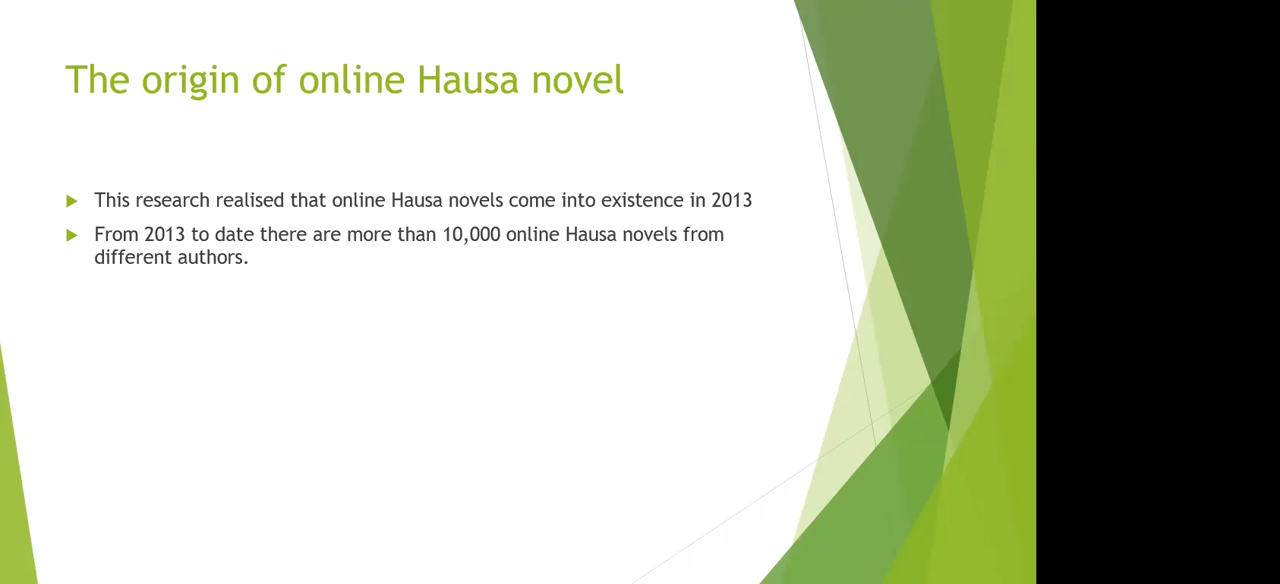 The origin of online Hausa novel
This research realised that online Hausa novels come into existence in 2013
From 2013 to date there are more than 10,000 online Hausa novels from
different authors.